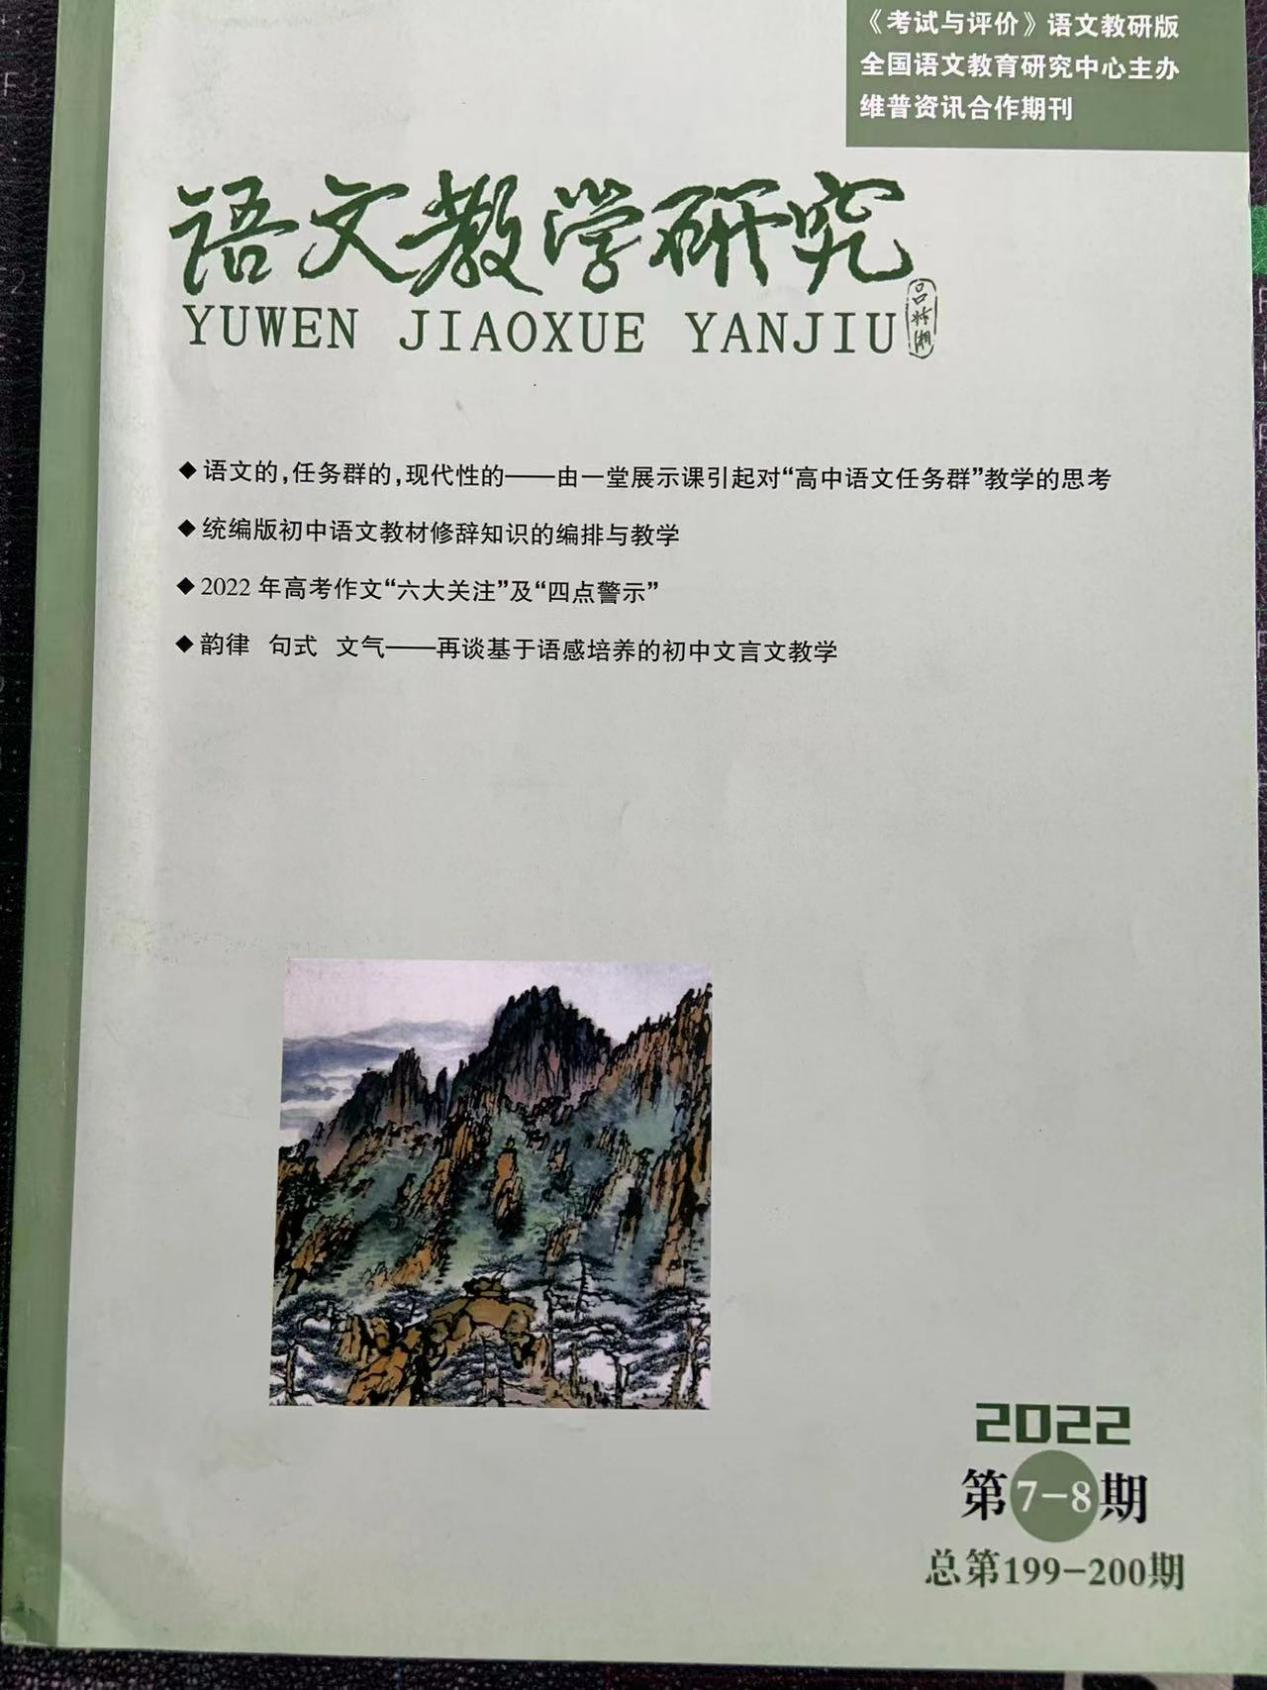 《考试与评价》语文教研版
全国语文教育研究中心主办
维普资讯合作期刊
语文教学研究
YUWEN JIAOXUE YANJIU
吕叔湘
◆语文的,任务群的,现代性的——由一堂展示课引起对“高中语文任务群”教学的思考
◆统编版初中语文教材修辞知识的编排与教学
◆2022年高考作文“六大关注”及“四点警示”
◆韵律 句式 文气——再谈基于语感培养的初中文言文教学
2022
第7-8期
总第199-200期